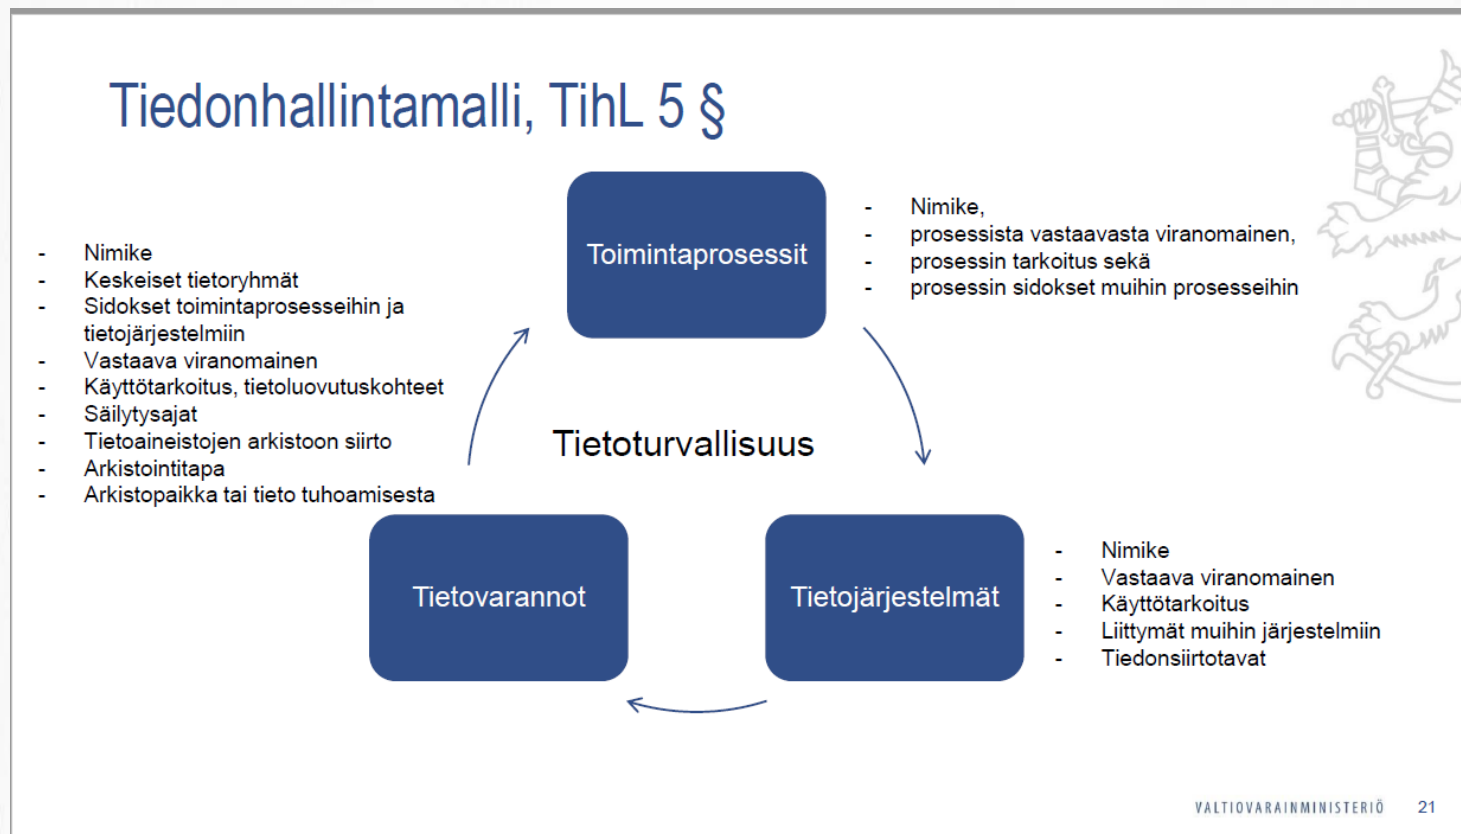 Tiedonhallintamalli, TihL 5 §
Toimintaprosessit
- Nimike,
- prosessista vastaavasta viranomainen,
- prosessin tarkoitus sekä
- prosessin sidokset muihin prosesseihin
- Nimike
- Keskeiset tietoryhmät
- Sidokset toimintaprosesseihin ja
tietojärjestelmiin
- Vastaava viranomainen
- Käyttötarkoitus, tietoluovutuskohteet
- Säilytysajat
- Tietoaineistojen arkistoon siirto
- Arkistointitapa
- Arkistopaikka tai tieto tuhoamisesta
Tietoturvallisuus
Tietovarannot
Tietojärjestelmät
- Nimike
- Vastaava viranomainen
- Käyttötarkoitus
- Liittymät muihin järjestelmiin
- Tiedonsiirtotavat
VALTIOVARAINMINISTERIÖ 21